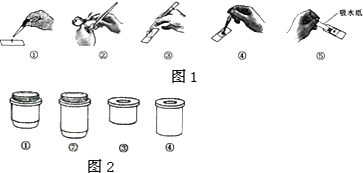 吸水纸
① ② ③ ④ ⑤
图1
① ② ③ ④
图2